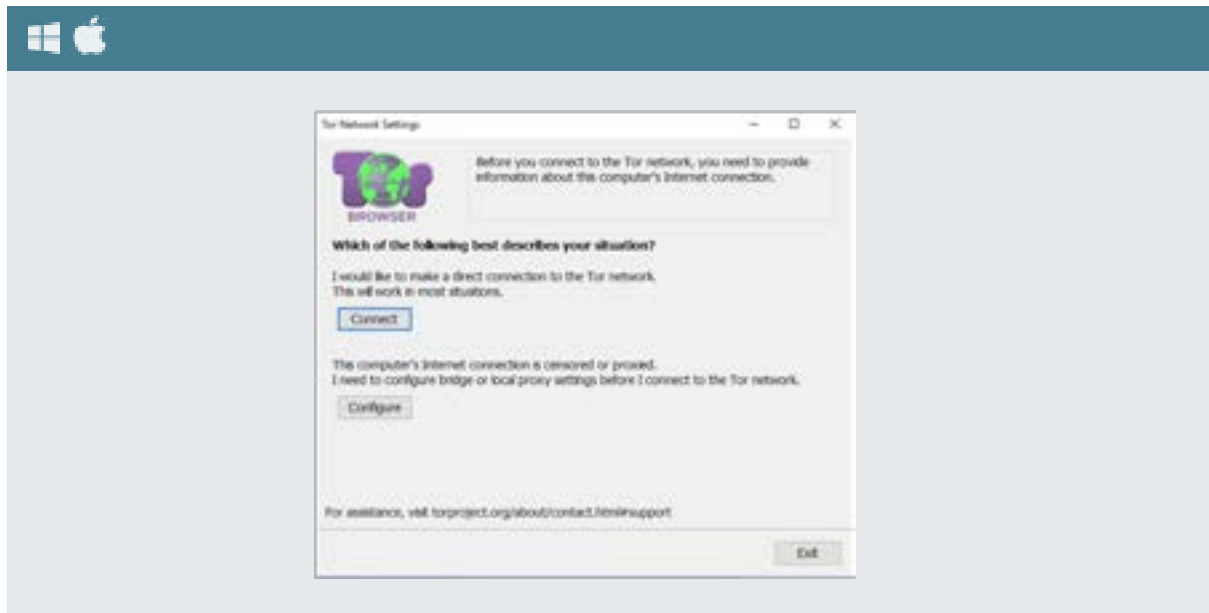 Tor Network Settings
Tor
BROWSER
Before you connect to the Tor network, you need to provide
information about this computer's Internet connection.
Which of the following best describes your situation?
I would like to make a direct connection to the Tor network.
This will work in most situations.
Connect
This computer's Internet connection is censored or proxied.
I need to configure bridge or local proxy settings before I connect to the Tor network.
Configure
For assistance, visit torproject.org/about/contact.html#support
Exit